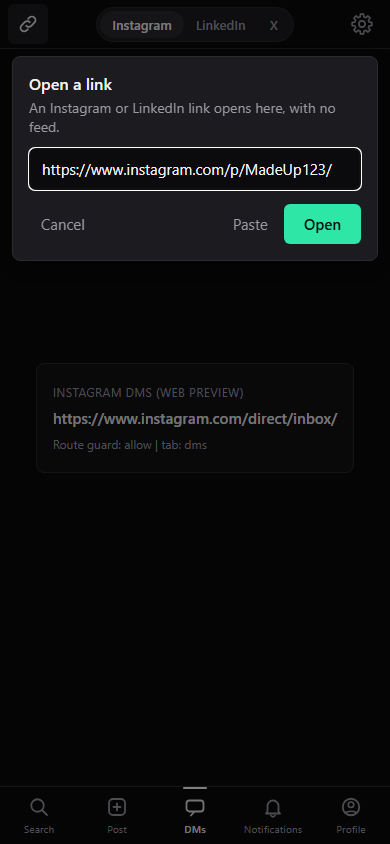 Instagram
LinkedIn
X
Open a link
An Instagram or LinkedIn link opens here, with no
feed.
https://www.instagram.com/p/MadeUp123/
Cancel
Paste
Open
INSTAGRAM DMS (WEB PREVIEW)
https://www.instagram.com/direct/inbox/
Route guard: allow | tab: dms
Search
Post
DMs
Notifications
Profile